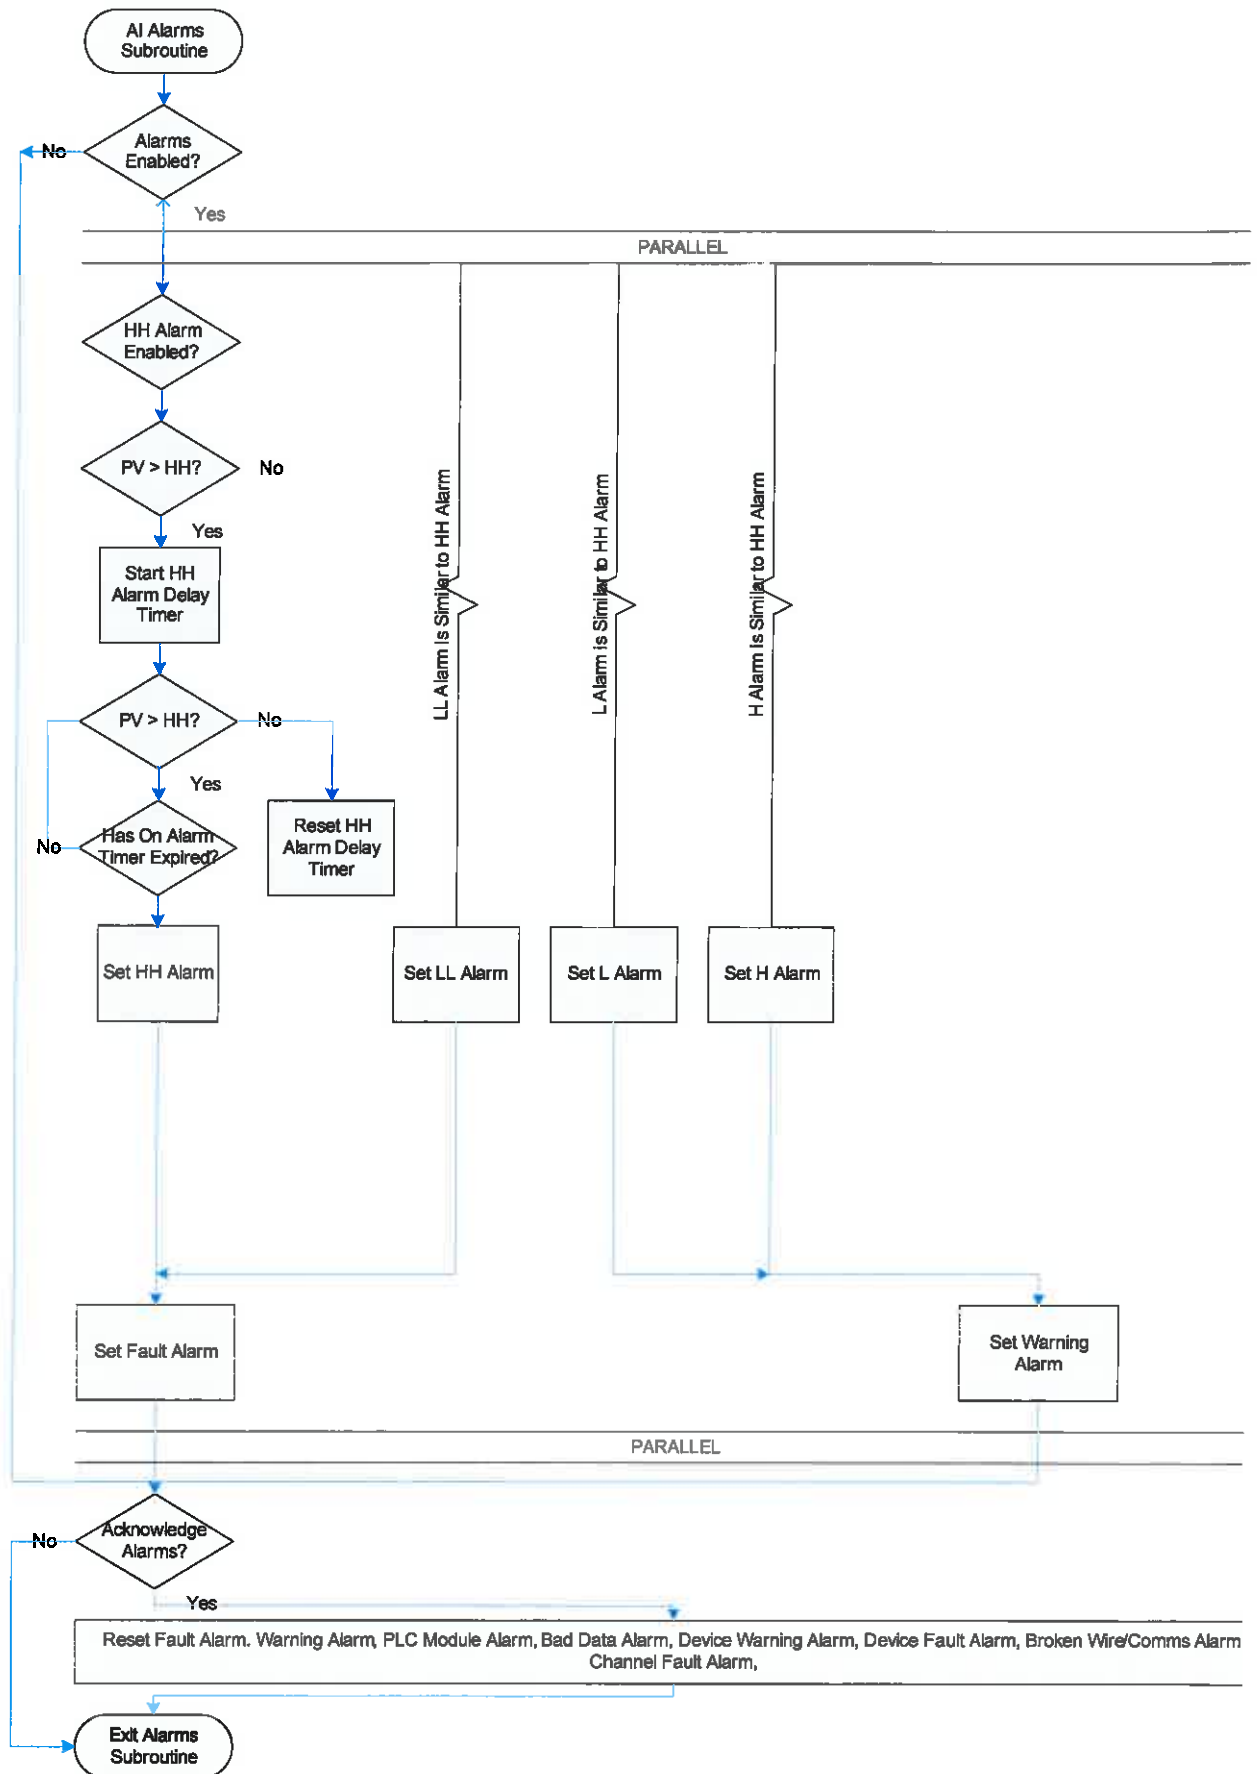 AI Alarms
Subroutine
Alarms
Enabled?
No
Yes
PARALLEL
HH Alarm
Enabled?
PV > HH?
No
Yes
Start HH
Alarm Delay
Timer
PV > HH?
No
Yes
Has On Alarm
Timer Expired?
No
Reset HH
Alarm Delay
Timer
LL Alarm is Similar to HH Alarm
L Alarm is Similar to HH Alarm
H Alarm is Similar to HH Alarm
Set HH Alarm
Set LL Alarm
Set L Alarm
Set H Alarm
Set Fault Alarm
Set Warning
Alarm
PARALLEL
Acknowledge
Alarms?
No
Yes
Reset Fault Alarm. Warning Alarm, PLC Module Alarm, Bad Data Alarm, Device Warning Alarm, Device Fault Alarm, Broken Wire/Comms Alarm
Channel Fault Alarm,
Exit Alarms
Subroutine